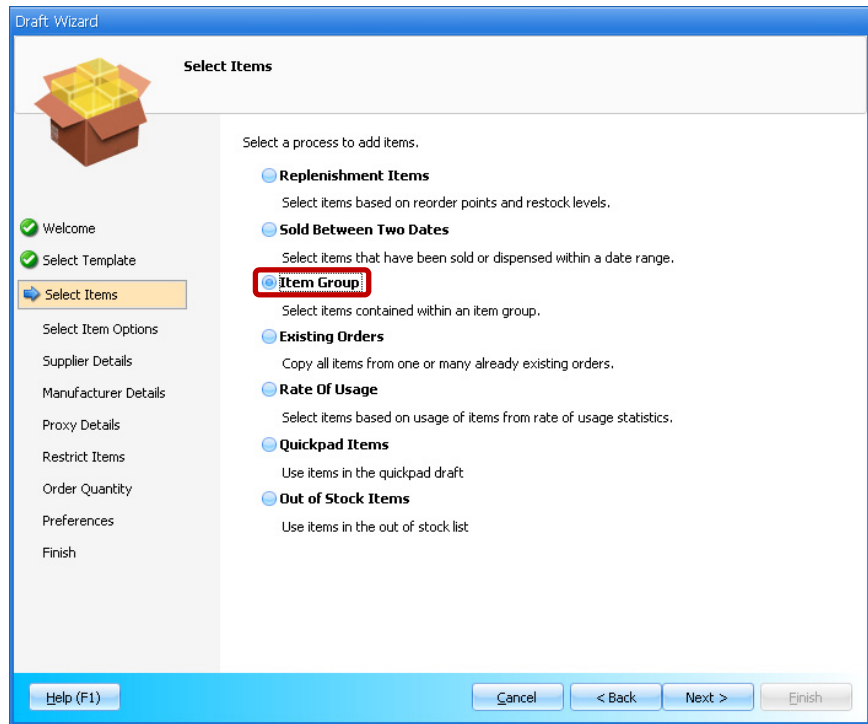 Draft Wizard
Select Items
Welcome
Select Template
Select Items
Select Item Options
Supplier Details
Manufacturer Details
Proxy Details
Restrict Items
Order Quantity
Preferences
Finish
Select a process to add items.
Replenishment Items
Select items based on reorder points and restock levels.
Sold Between Two Dates
Select items that have been sold or dispensed within a date range.
Item Group
Select items contained within an item group.
Existing Orders
Copy all items from one or many already existing orders.
Rate Of Usage
Select items based on usage of items from rate of usage statistics.
Quickpad Items
Use items in the quickpad draft
Out of Stock Items
Use items in the out of stock list
Help (F1)
Cancel
< Back
Next >
Finish